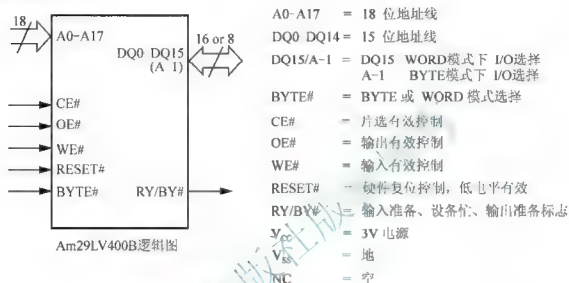 18
A0-A17
16 or 8
DQ0 DQ15
(A 1)
CE#
OE#
WE#
RESET#
BYTE#
RY/BY#
Am29LV400B逻辑图
A0-A17 = 18 位地址线
DQ0 DQ14 = 15 位地址线
DQ15/A-1 = DQ15 WORD模式下 I/O选择
A-1 BYTE模式下 I/O选择
BYTE# = BYTE 或 WORD 模式选择
CE# = 片选有效控制
OE# = 输出有效控制
WE# = 输入有效控制
RESET# = 硬件复位控制，低电平有效
RY/BY# = 输入准备、设备忙、输出准备标志
Vcc = 3V 电源
Vss = 地
NC = 空
版社